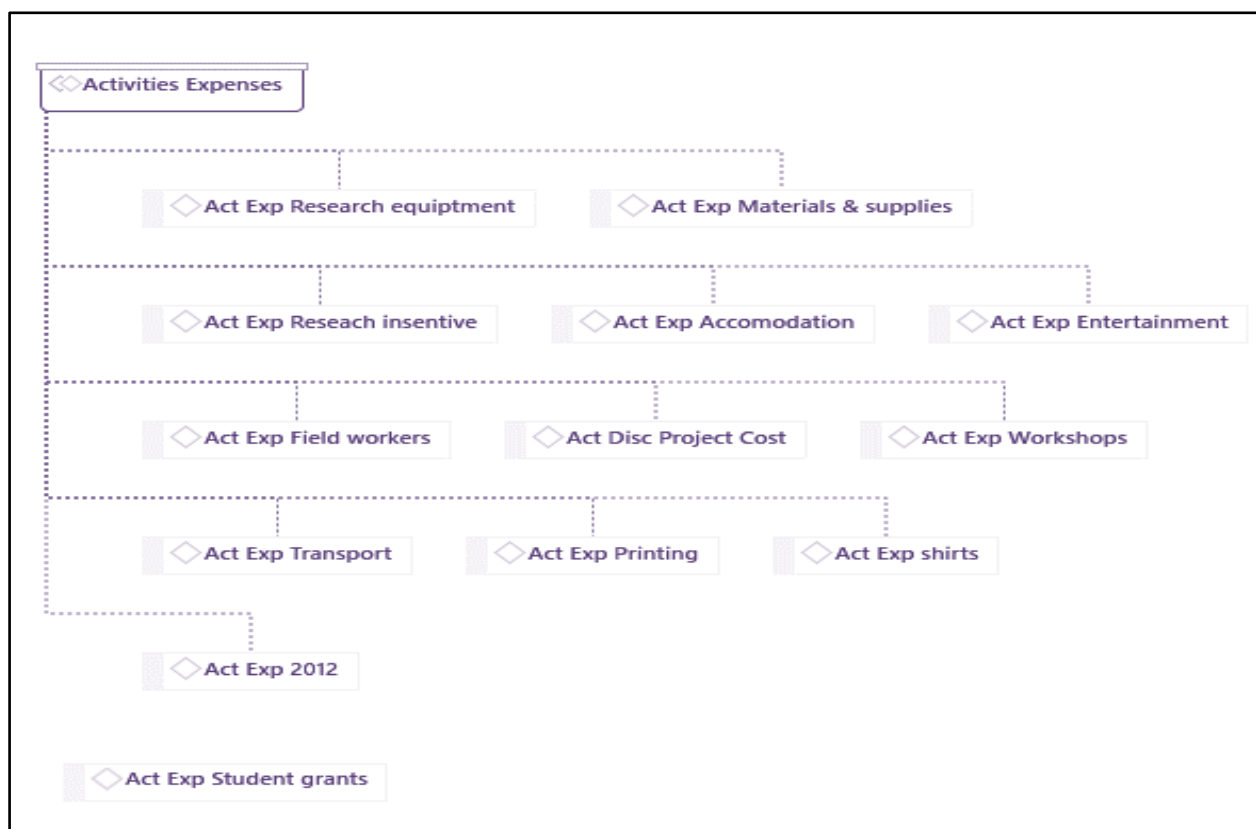 Activities Expenses
Act Exp Research equiptment
Act Exp Materials & supplies
Act Exp Reseach insentive
Act Exp Accomodation
Act Exp Entertainment
Act Exp Field workers
Act Disc Project Cost
Act Exp Workshops
Act Exp Transport
Act Exp Printing
Act Exp shirts
Act Exp 2012
Act Exp Student grants